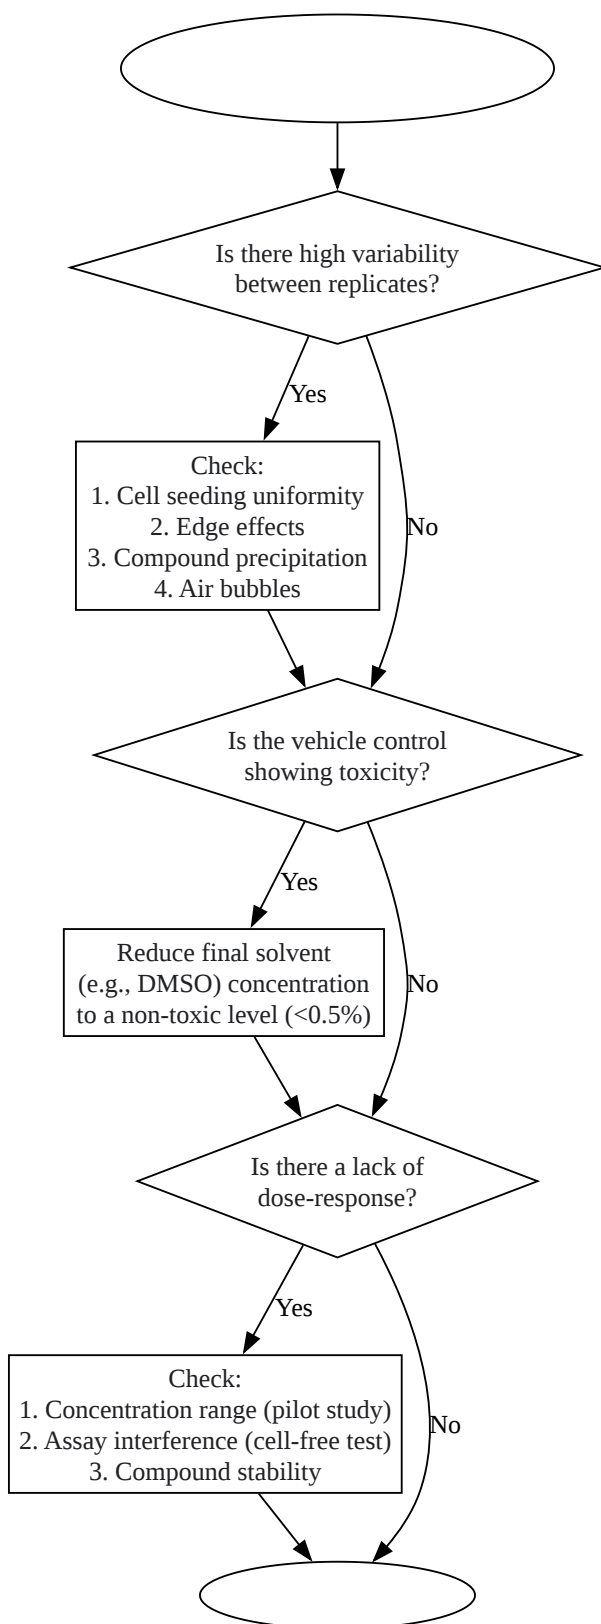 Is there high variability
between replicates?
Yes
Check:
1. Cell seeding uniformity
2. Edge effects
3. Compound precipitation
4. Air bubbles
No
Is the vehicle control
showing toxicity?
Yes
Reduce final solvent
(e.g., DMSO) concentration
to a non-toxic level (<0.5%)
No
Is there a lack of
dose-response?
Yes
Check:
1. Concentration range (pilot study)
2. Assay interference (cell-free test)
3. Compound stability
No